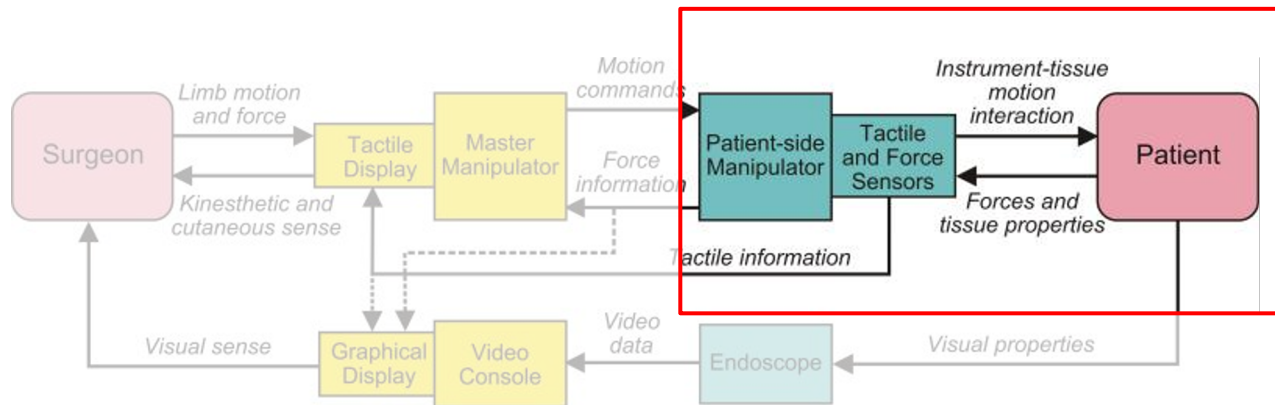 Limb motion
and force
Surgeon
Kinesthetic and
cutaneous sense
Tactile
Display
Master
Manipulator
Motion
commands
Force
information
Patient-side
Manipulator
Tactile
and Force
Sensors
Instrument-tissue
motion
interaction
Patient
Forces and
tissue properties
Tactile information
Visual sense
Graphical
Display
Video
Console
Video
data
Endoscope
Visual properties